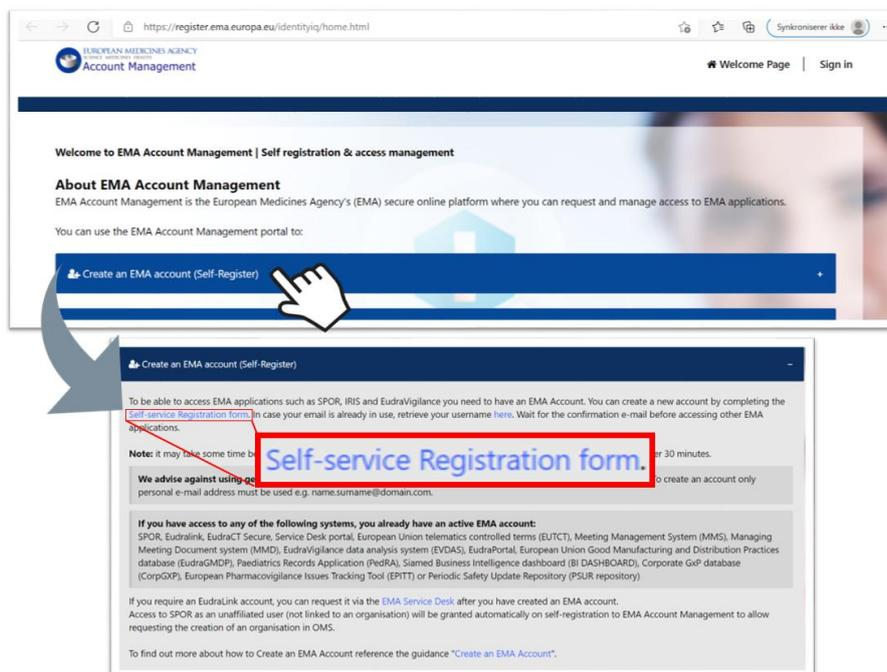 https://register.ema.europa.eu/identityiq/home.html
Synkroniserer ikke
EUROPEAN MEDICINES AGENCY
SCIENCE MEDICINES HEALTH
Account Management
Welcome Page
Sign in
Welcome to EMA Account Management | Self registration & access management
About EMA Account Management
EMA Account Management is the European Medicines Agency's (EMA) secure online platform where you can request and manage access to EMA applications.
You can use the EMA Account Management portal to:
Create an EMA account (Self-Register)
Create an EMA account (Self-Register)
To be able to access EMA applications such as SPOR, IRIS and EudraVigilance you need to have an EMA Account. You can create a new account by completing the
Self-service Registration form. In case your email is already in use, retrieve your username here. Wait for the confirmation e-mail before accessing other EMA
applications.
Note: it may take some time b
er 30 minutes.
Self-service Registration form.
We advise against using ge
o create an account only
personal e-mail address must be used e.g. name.surname@domain.com.
If you have access to any of the following systems, you already have an active EMA account:
SPOR, Eudralink, EudraCT Secure, Service Desk portal, European Union telematics controlled terms (EUTCT), Meeting Management System (MMS), Managing
Meeting Document system (MMD), EudraVigilance data analysis system (EVDAS), EudraPortal, European Union Good Manufacturing and Distribution Practices
database (EudraGMDP), Paediatrics Records Application (PedRA), Siamed Business Intelligence dashboard (BI DASHBOARD), Corporate GxP database
(CorpGXP), European Pharmacovigilance Issues Tracking Tool (EPITT) or Periodic Safety Update Repository (PSUR repository)
If you require an EudraLink account, you can request it via the EMA Service Desk after you have created an EMA account.
Access to SPOR as an unaffiliated user (not linked to an organisation) will be granted automatically on self-registration to EMA Account Management to allow
requesting the creation of an organisation in OMS.
To find out more about how to Create an EMA Account reference the guidance "Create an EMA Account".